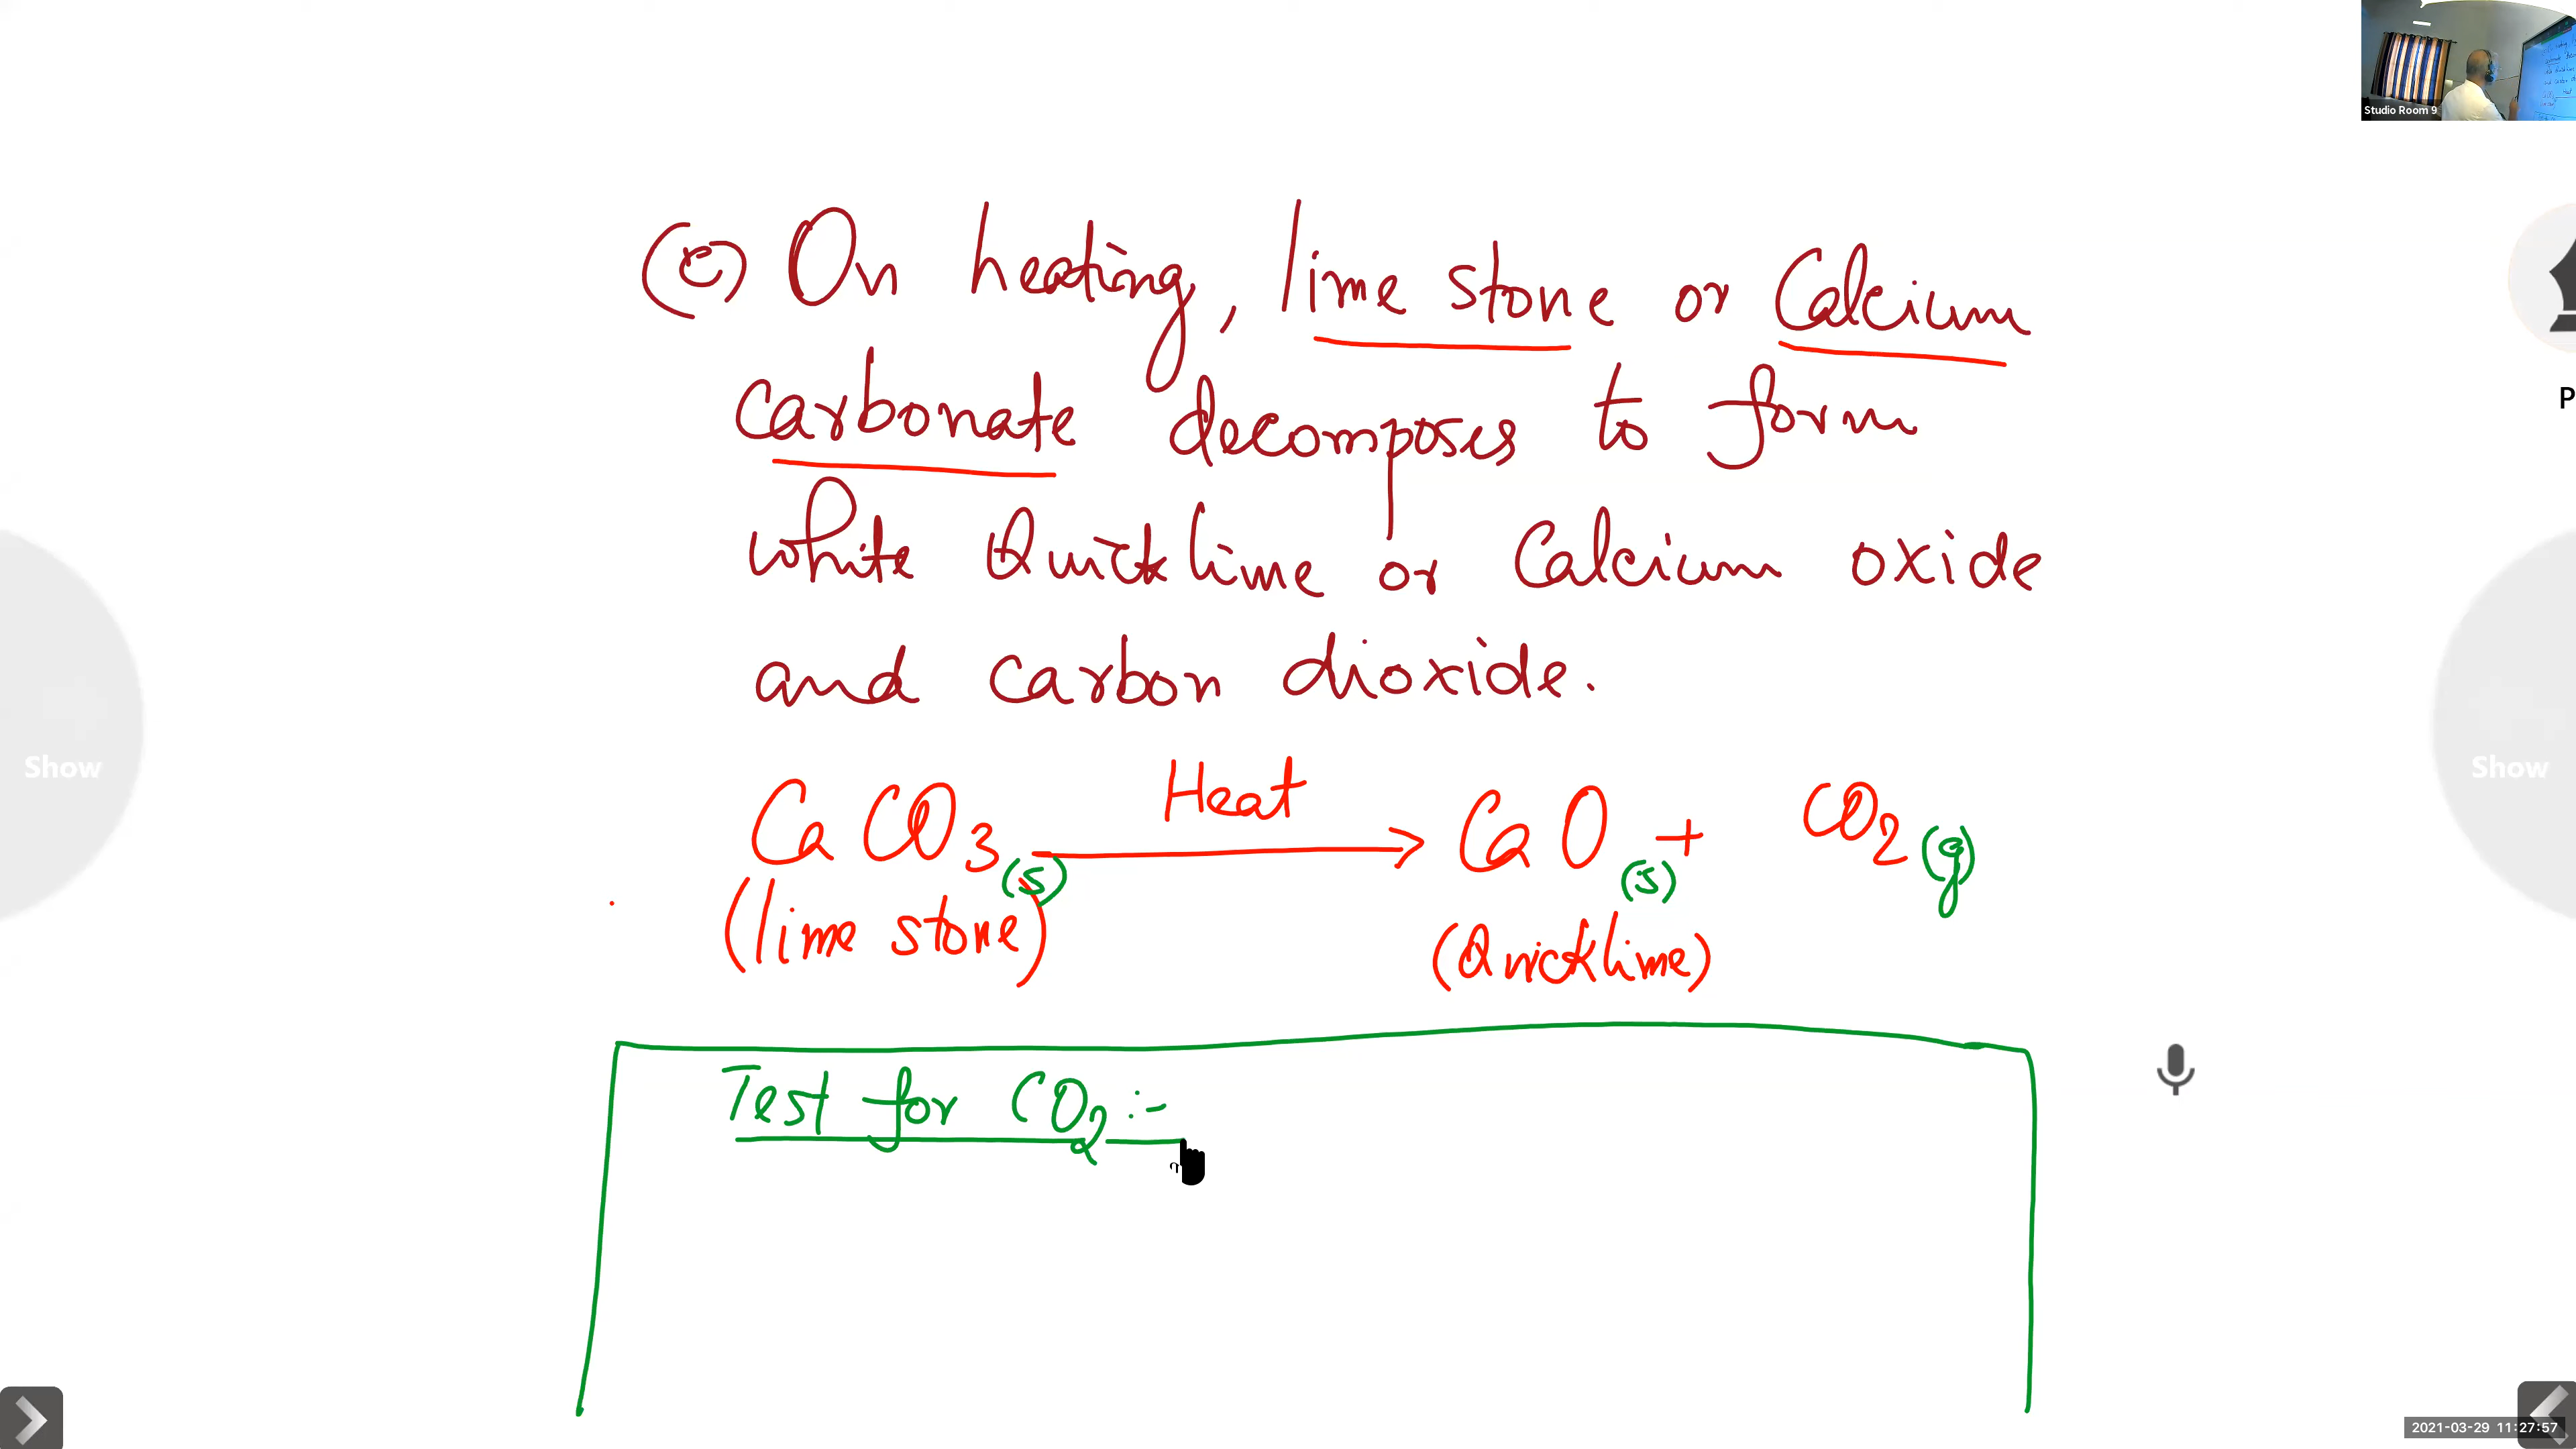 Studio Room 9
(c) On heating, lime stone or Calcium
carbonate decomposes to form
white Quicklime or Calcium oxide
and carbon dioxide.
P
Show
Show
Heat
CaCO3(s) → CaO(s) + CO2(g)
(lime stone) (Quicklime)
Test for CO2 :-
2021-03-29 11:27:57